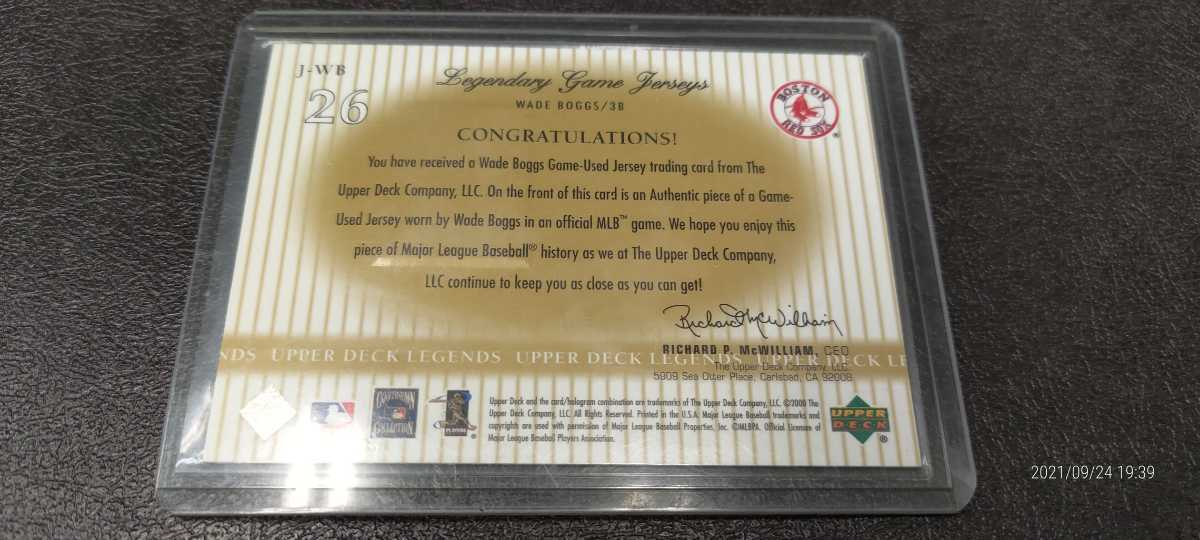 J-WB
26
Legendary Game Jerseys
WADE BOGGS/3B
BOSTON
RED SOX
CONGRATULATIONS!
You have received a Wade Boggs Game-Used Jersey trading card from The
Upper Deck Company, LLC. On the front of this card is an Authentic piece of a Game-
Used Jersey worn by Wade Boggs in an official MLB™ game. We hope you enjoy this
piece of Major League Baseball® history as we at The Upper Deck Company,
LLC continue to keep you as close as you can get!
Richard McWilliam
RICHARD P. McWILLIAM, CEO
The Upper Deck Company, LLC
5909 Sea Otter Place, Carlsbad, CA 92008
NDS UPPER DECK LEGENDS UPPER DECK LEGENDS UPPER DECK LE
COOPERSTOWN
COLLECTION
PLAYERS
Upper Deck and the card/hologram combination are trademarks of The Upper Deck Company, LLC. ©2000 The
Upper Deck Company, LLC. All Rights Reserved. Printed in the U.S.A. Major League Baseball trademarks and
copyrights are used with permission of Major League Baseball Properties, Inc. ©MLBPA. Official Licensee of
Major League Baseball Players Association.
UPPER
DECK
®
2021/09/24 19:39